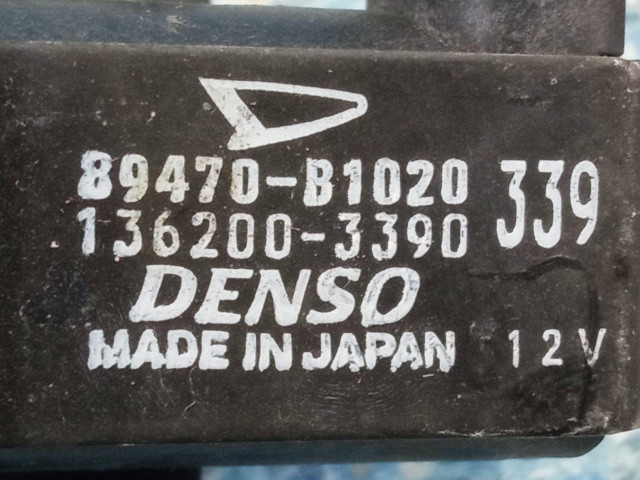 89470-B1020
136200-3390 339
DENSO
MADE IN JAPAN 12V